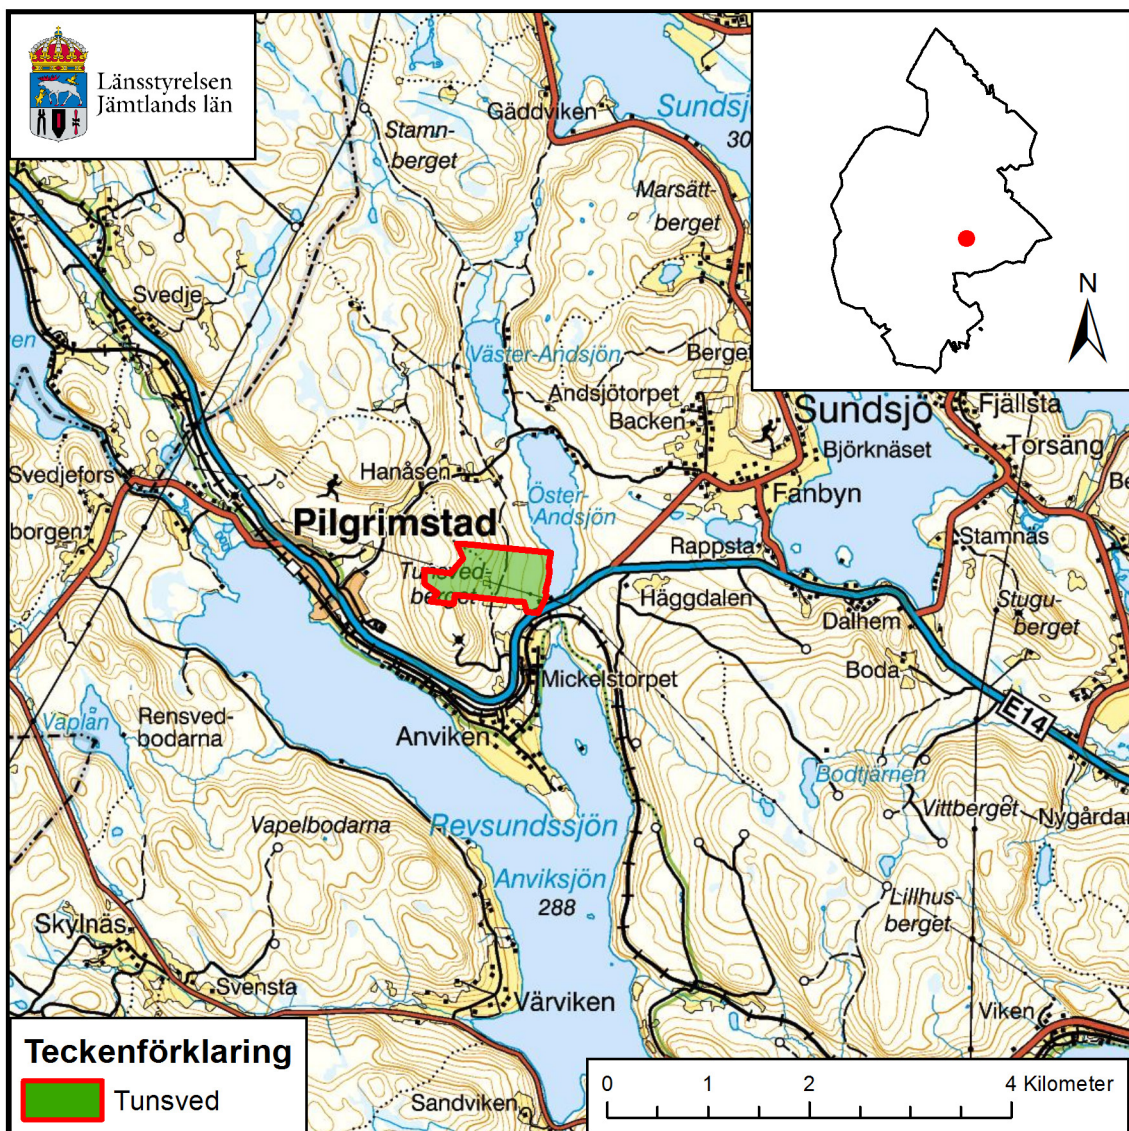 Länsstyrelsen
Jämtlands län
Gäddviken
Sundsj
30
Stamn-
berget
Marsätt-
berget
N
Svedje
Väster-Andsjön
Berget
Andsjötorpet
Backen
Sundsjö
Fjällsta
Björknäset
Torsäng
Svedjefors
Hanåsen
Öster-
Andsjön
Fanbyn
borgen
Pilgrimstad
Rappsta
Stamnäs
Tunsved-
berget
Häggdalen
Dalhem
Stugu-
berget
Boda
Mickelstorpet
Vaplan
Rensved-
bodarna
Anviken
E14
Bodtjärnen
Vittberget
Nygårdar
Vapelbodarna
Revsundssjön
Anviksjön
288
Lillhus-
berget
Skylnäs
Svensta
Värviken
Viken
Sandviken
Teckenförklaring
Tunsved
0 1 2 4 Kilometer